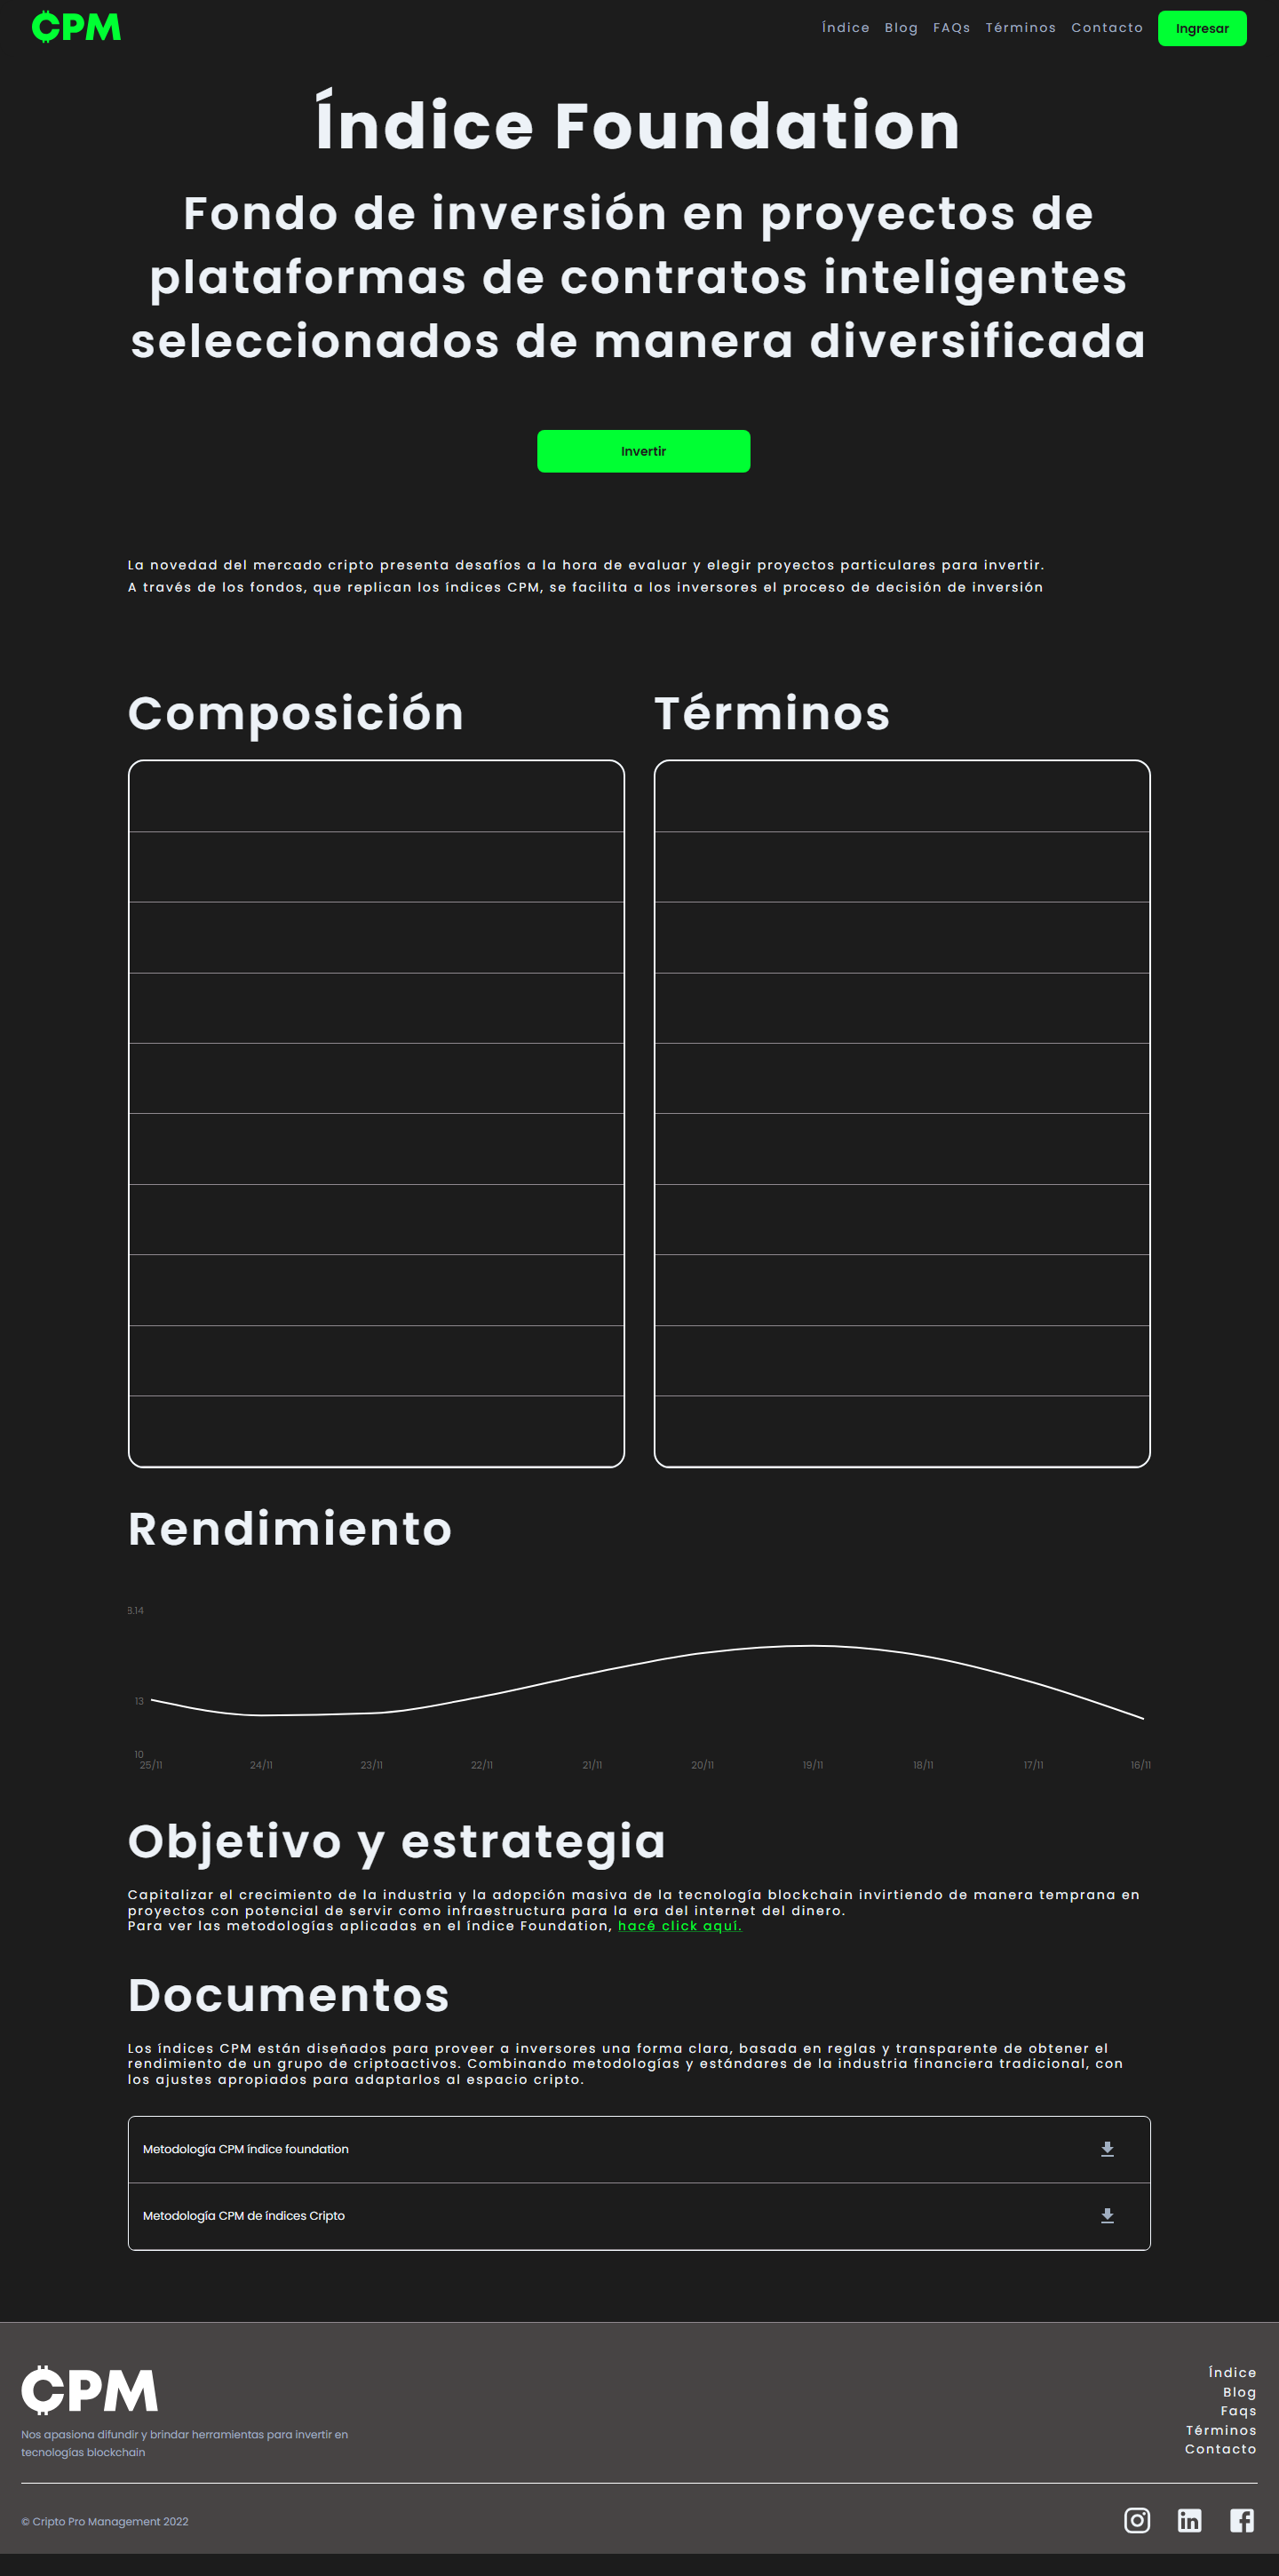 CPM
Índice Blog FAQs Términos Contacto Ingresar
Índice Foundation
Fondo de inversión en proyectos de
plataformas de contratos inteligentes
seleccionados de manera diversificada
Invertir
La novedad del mercado cripto presenta desafíos a la hora de evaluar y elegir proyectos particulares para invertir.
A través de los fondos, que replican los índices CPM, se facilita a los inversores el proceso de decisión de inversión
Composición
Términos
Rendimiento
13
10
25/11 24/11 23/11 22/11 21/11 20/11 19/11 18/11 17/11 16/11
Objetivo y estrategia
Capitalizar el crecimiento de la industria y la adopción masiva de la tecnología blockchain invirtiendo de manera temprana en
proyectos con potencial de servir como infraestructura para la era del internet del dinero.
Para ver las metodologías aplicadas en el índice Foundation, hacé click aquí.
Documentos
Los índices CPM están diseñados para proveer a inversores una forma clara, basada en reglas y transparente de obtener el
rendimiento de un grupo de criptoactivos. Combinando metodologías y estándares de la industria financiera tradicional, con
los ajustes apropiados para adaptarlos al espacio cripto.
Metodología CPM índice foundation
Metodología CPM de índices Cripto
CPM
Nos apasiona difundir y brindar herramientas para invertir en
tecnologías blockchain
Índice
Blog
Faqs
Términos
Contacto
© Cripto Pro Management 2022